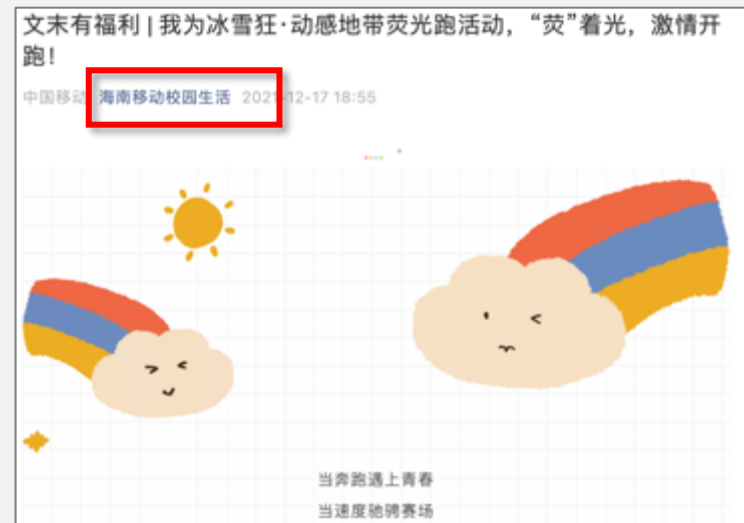 文末有福利 | 我为冰雪狂·动感地带荧光跑活动，“荧”着光，激情开
跑！
中国移动 海南移动校园生活 2021-12-17 18:55
当奔跑遇上青春
当速度驰骋赛场